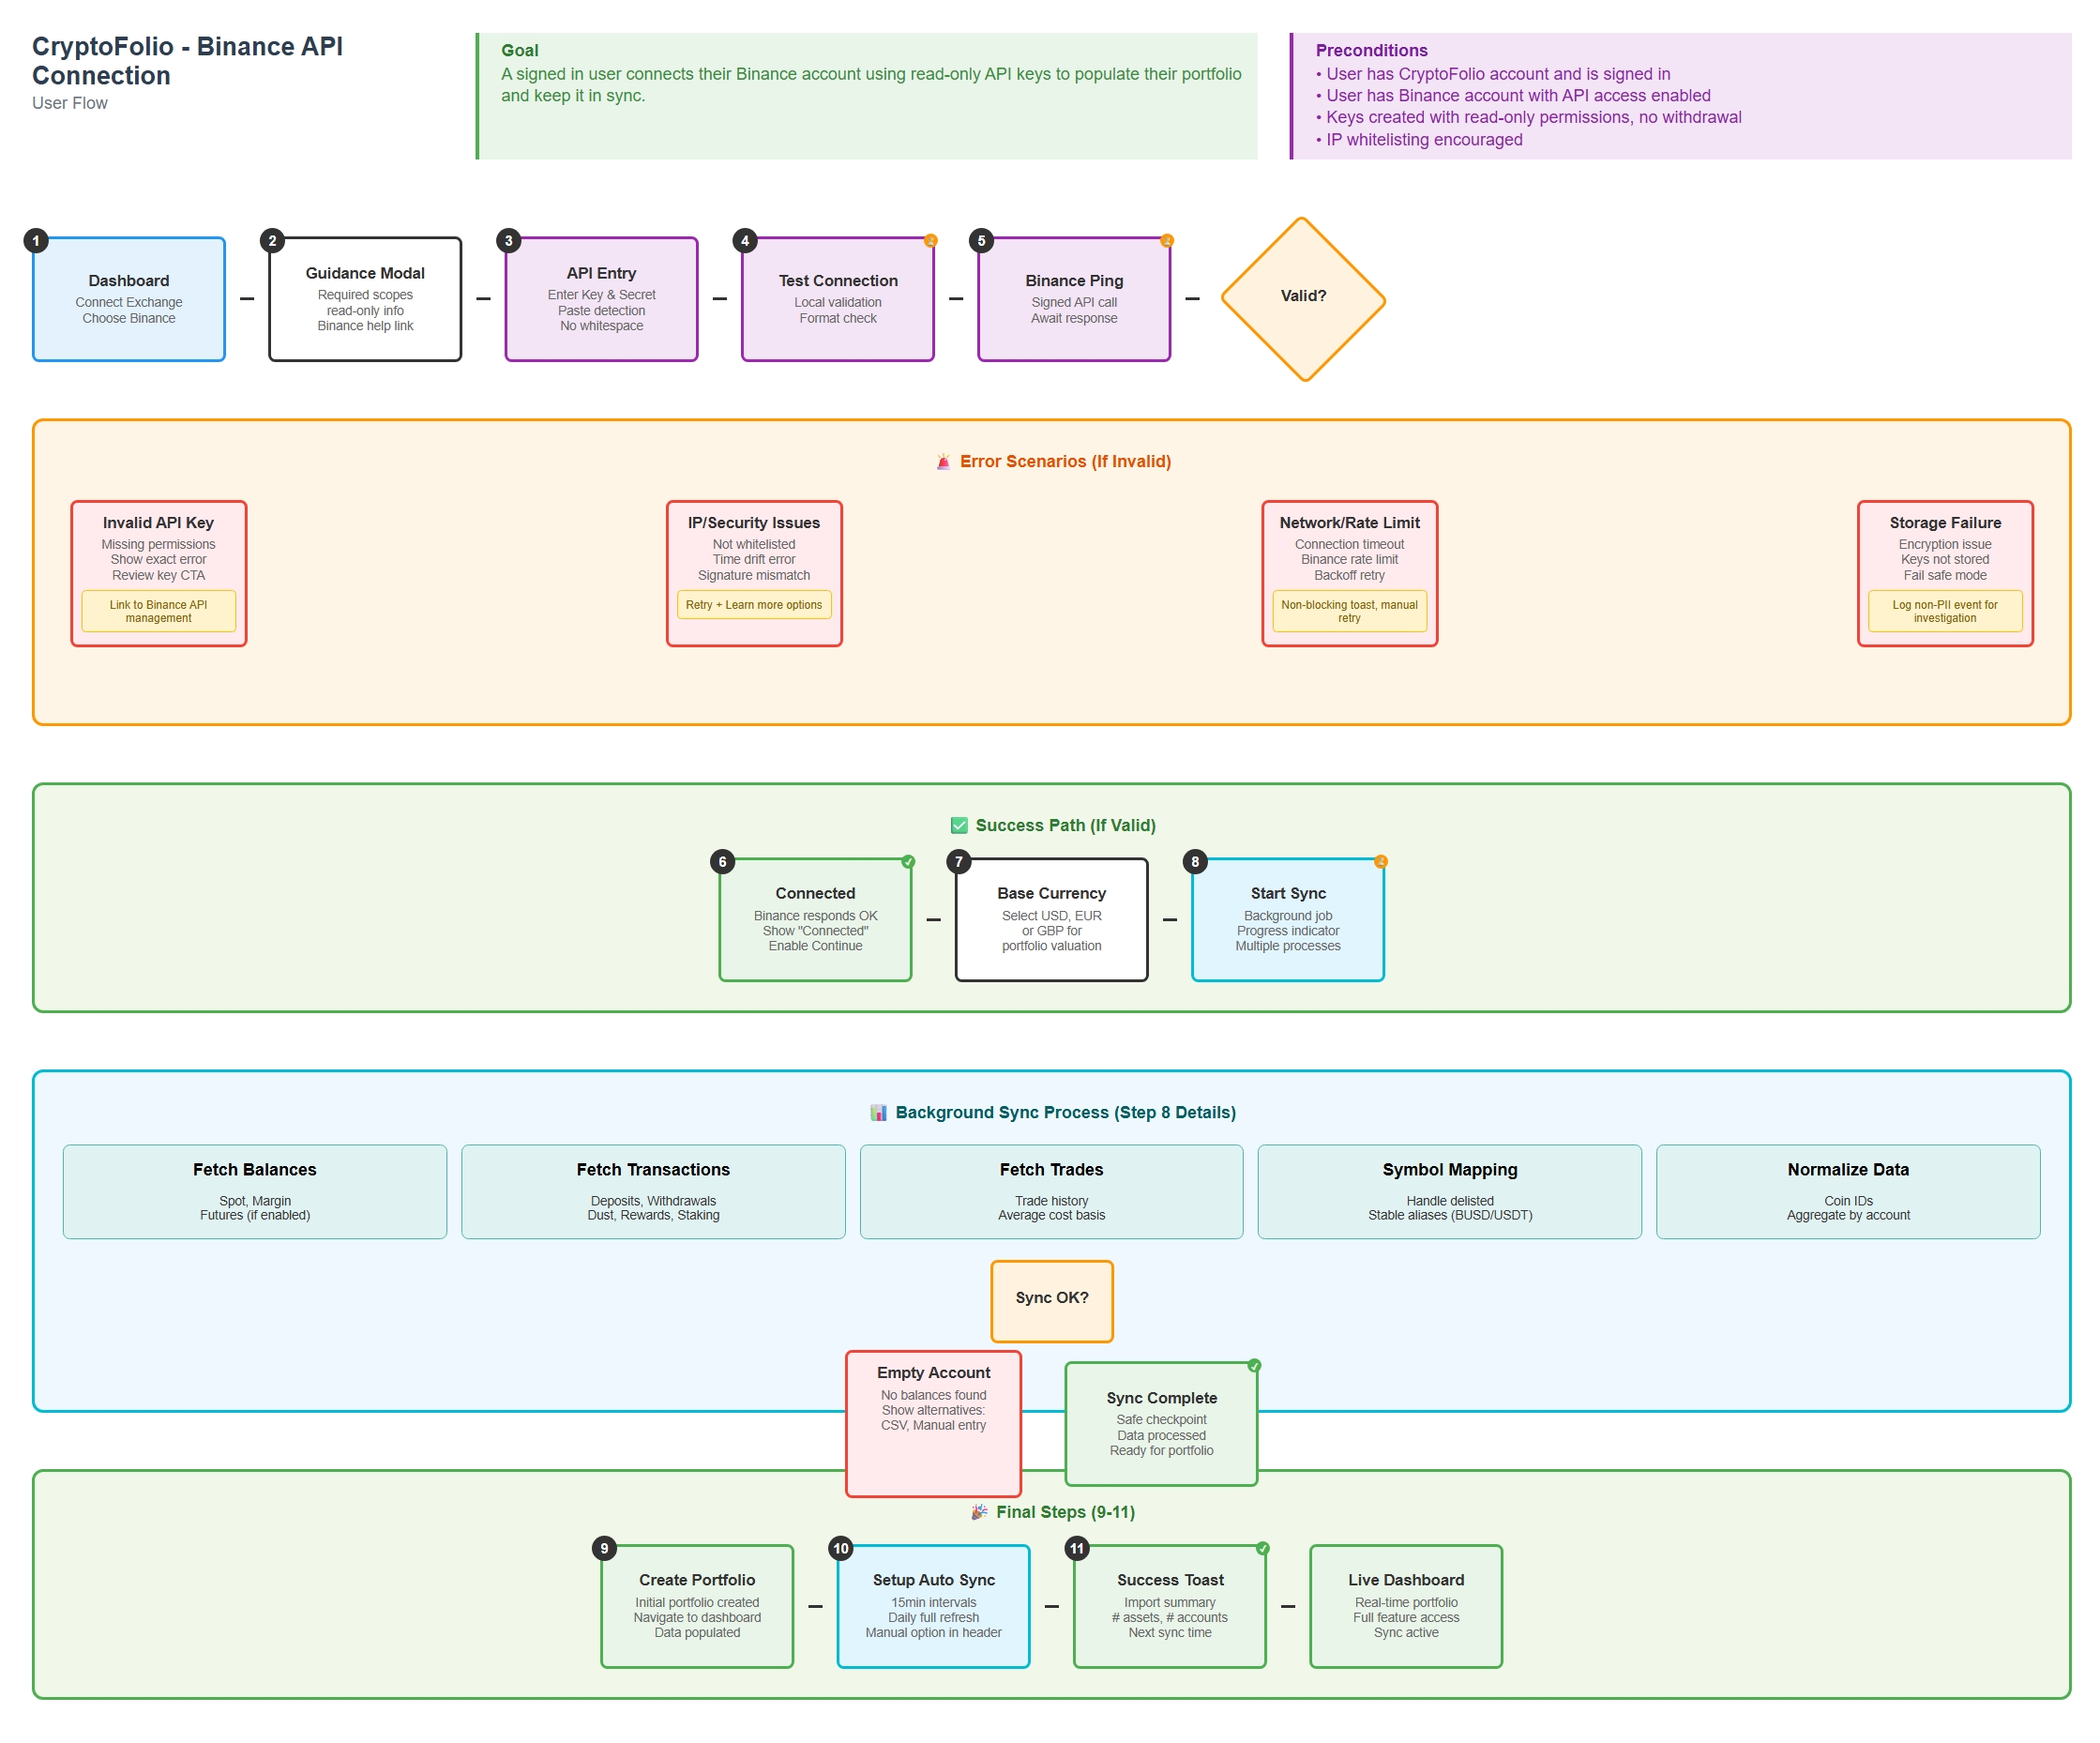 CryptoFolio - Binance API
Connection
User Flow
Goal
A signed in user connects their Binance account using read-only API keys to populate their portfolio
and keep it in sync.
Preconditions
• User has CryptoFolio account and is signed in
• User has Binance account with API access enabled
• Keys created with read-only permissions, no withdrawal
• IP whitelisting encouraged
1
Dashboard
Connect Exchange
Choose Binance
2
Guidance Modal
Required scopes
read-only info
Binance help link
3
API Entry
Enter Key & Secret
Paste detection
No whitespace
4
Test Connection
Local validation
Format check
5
Binance Ping
Signed API call
Await response
Valid?
Error Scenarios (If Invalid)
Invalid API Key
Missing permissions
Show exact error
Review key CTA
Link to Binance API
management
IP/Security Issues
Not whitelisted
Time drift error
Signature mismatch
Retry + Learn more options
Network/Rate Limit
Connection timeout
Binance rate limit
Backoff retry
Non-blocking toast, manual
retry
Storage Failure
Encryption issue
Keys not stored
Fail safe mode
Log non-PII event for
investigation
Success Path (If Valid)
6
Connected
Binance responds OK
Show "Connected"
Enable Continue
7
Base Currency
Select USD, EUR
or GBP for
portfolio valuation
8
Start Sync
Background job
Progress indicator
Multiple processes
Background Sync Process (Step 8 Details)
Fetch Balances
Spot, Margin
Futures (if enabled)
Fetch Transactions
Deposits, Withdrawals
Dust, Rewards, Staking
Fetch Trades
Trade history
Average cost basis
Symbol Mapping
Handle delisted
Stable aliases (BUSD/USDT)
Normalize Data
Coin IDs
Aggregate by account
Sync OK?
Empty Account
No balances found
Show alternatives:
CSV, Manual entry
Sync Complete
Safe checkpoint
Data processed
Ready for portfolio
Final Steps (9-11)
9
Create Portfolio
Initial portfolio created
Navigate to dashboard
Data populated
10
Setup Auto Sync
15min intervals
Daily full refresh
Manual option in header
11
Success Toast
Import summary
# assets, # accounts
Next sync time
Live Dashboard
Real-time portfolio
Full feature access
Sync active